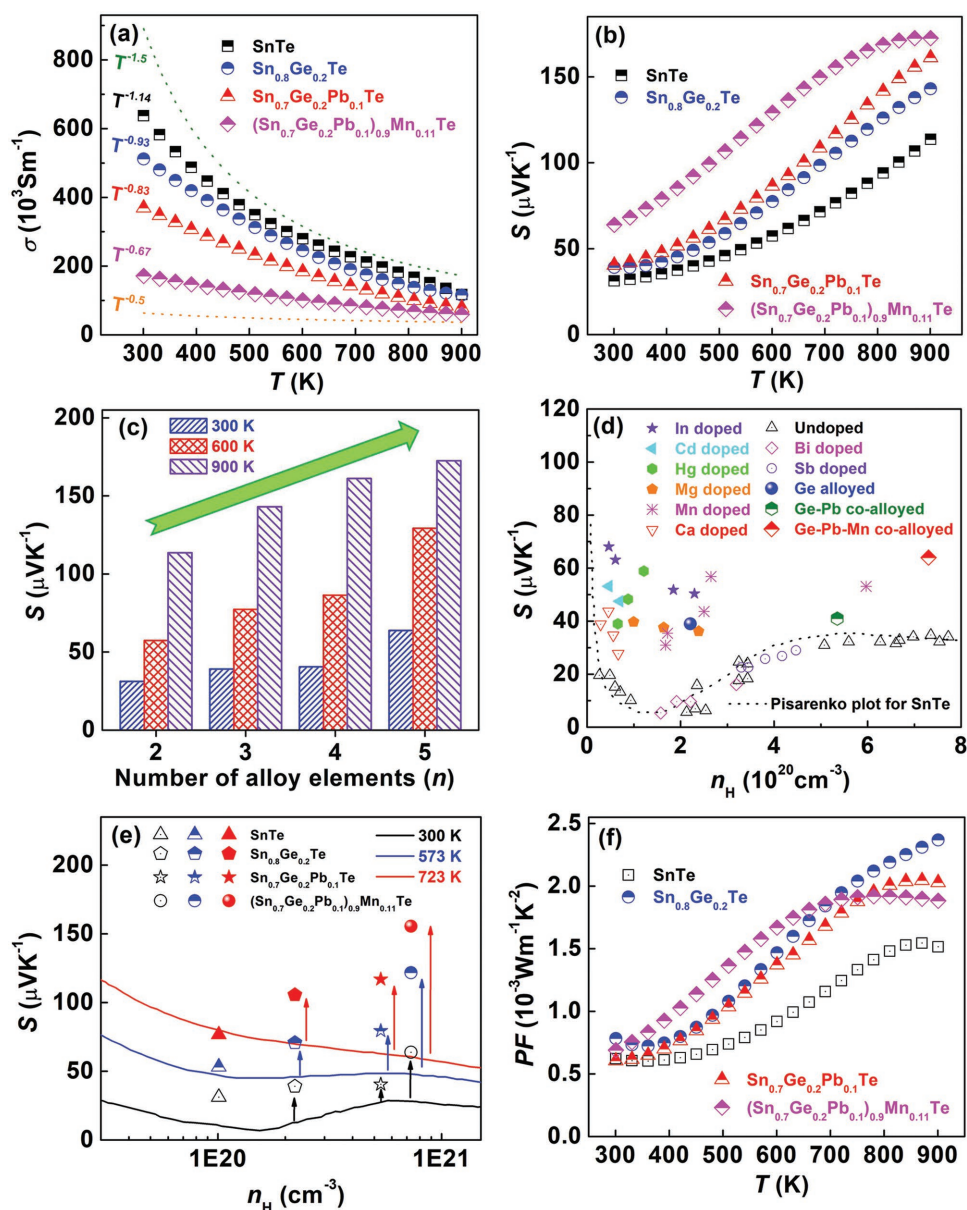 (a)
SnTe
Sn0.8Ge0.2Te
Sn0.7Ge0.2Pb0.1Te
(Sn0.7Ge0.2Pb0.1)0.9Mn0.11Te
T-1.5
T-1.14
T-0.93
T-0.83
T-0.67
T-0.5
800
600
400
200
0
σ (10³Sm-1)
300 400 500 600 700 800 900
T (K)
(b)
SnTe
Sn0.8Ge0.2Te
Sn0.7Ge0.2Pb0.1Te
(Sn0.7Ge0.2Pb0.1)0.9Mn0.11Te
150
100
50
0
S (μVK-1)
300 400 500 600 700 800 900
T (K)
(c)
300 K
600 K
900 K
200
150
100
50
0
S (μVK-1)
2 3 4 5
Number of alloy elements (n)
(d)
In doped
Cd doped
Hg doped
Mg doped
Mn doped
Ca doped
Undoped
Bi doped
Sb doped
Ge alloyed
Ge-Pb co-alloyed
Ge-Pb-Mn co-alloyed
Pisarenko plot for SnTe
120
100
80
60
40
20
0
S (μVK-1)
0 2 4 6 8
nH (10²⁰cm-3)
(e)
SnTe
Sn0.8Ge0.2Te
Sn0.7Ge0.2Pb0.1Te
(Sn0.7Ge0.2Pb0.1)0.9Mn0.11Te
300 K
573 K
723 K
200
150
100
50
0
S (μVK-1)
1E20 1E21
nH (cm-3)
(f)
SnTe
Sn0.8Ge0.2Te
Sn0.7Ge0.2Pb0.1Te
(Sn0.7Ge0.2Pb0.1)0.9Mn0.11Te
2.5
2.0
1.5
1.0
0.5
0.0
PF (10-3Wm-1K-2)
300 400 500 600 700 800 900
T (K)